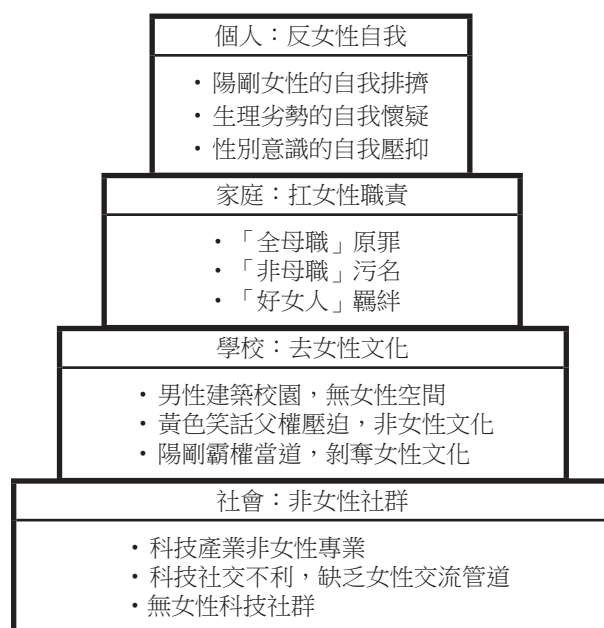 個人：反女性自我
・陽剛女性的自我排擠
・生理劣勢的自我懷疑
・性別意識的自我壓抑
家庭：扛女性職責
・「全母職」原罪
・「非母職」污名
・「好女人」羈絆
學校：去女性文化
・男性建築校園，無女性空間
・黃色笑話父權壓迫，非女性文化
・陽剛霸權當道，剝奪女性文化
社會：非女性社群
・科技產業非女性專業
・科技社交不利，缺乏女性交流管道
・無女性科技社群